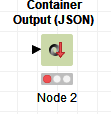 Container
Output (JSON)
Node 2